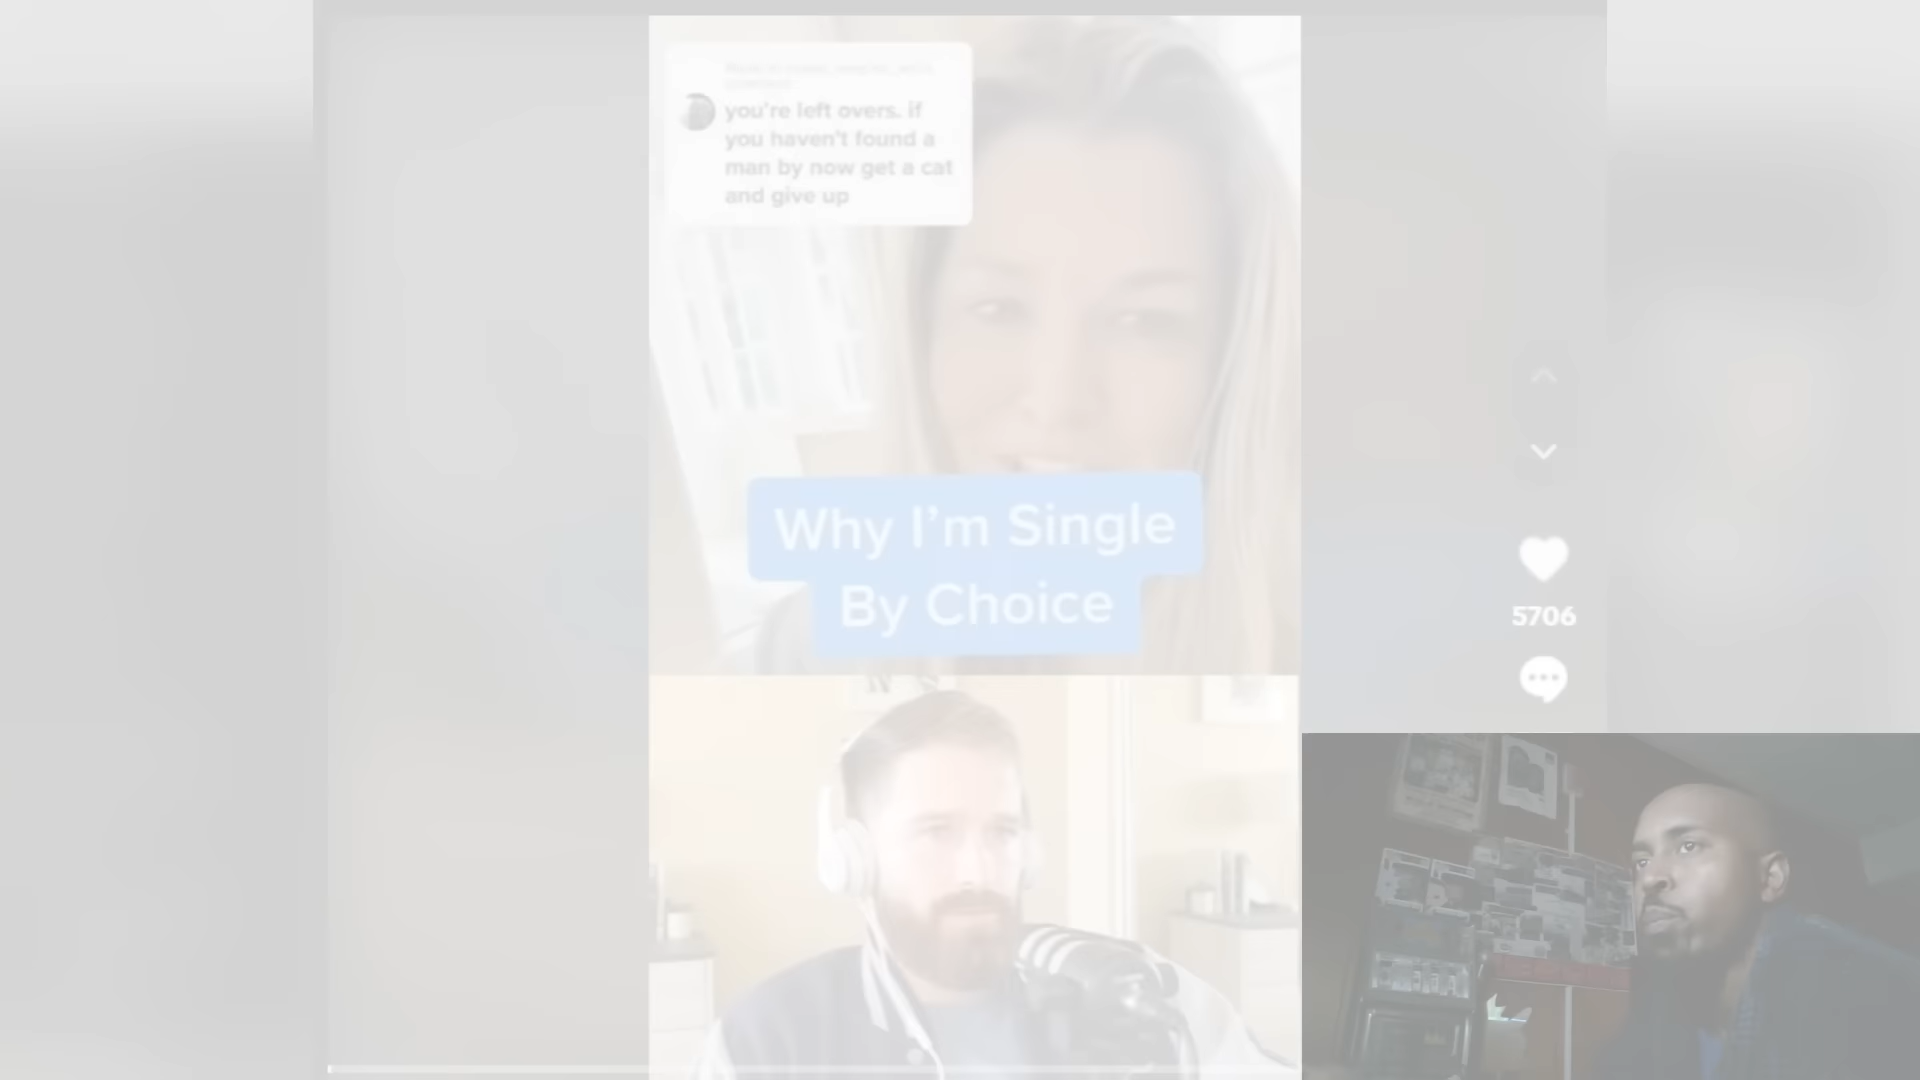 you're left overs. if
you haven't found a
man by now get a cat
and give up
Why I'm Single
By Choice
5706